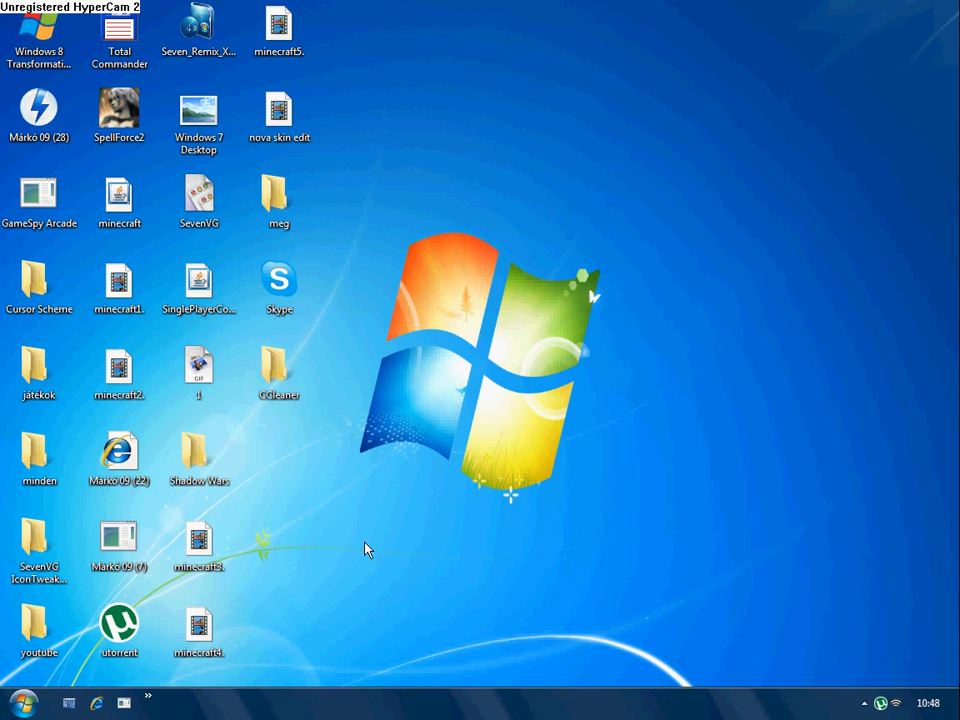 Unregistered HyperCam 2
Windows 8
Transformati...
Total
Commander
Seven_Remix_X...
minecraft5.
Márkó 09 (28)
SpellForce2
Windows 7
Desktop
nova skin edit
GameSpy Arcade
minecraft
SevenVG
meg
Cursor Scheme
minecraft1.
SinglePlayerCo...
Skype
játékok
minecraft2.
GIF
1
CCleaner
minden
Márkó 09 (22)
Shadow Wars
SevenVG
IconTweak...
Márkó 09 (7)
minecraft3.
youtube
utorrent
minecraft4.
10:48